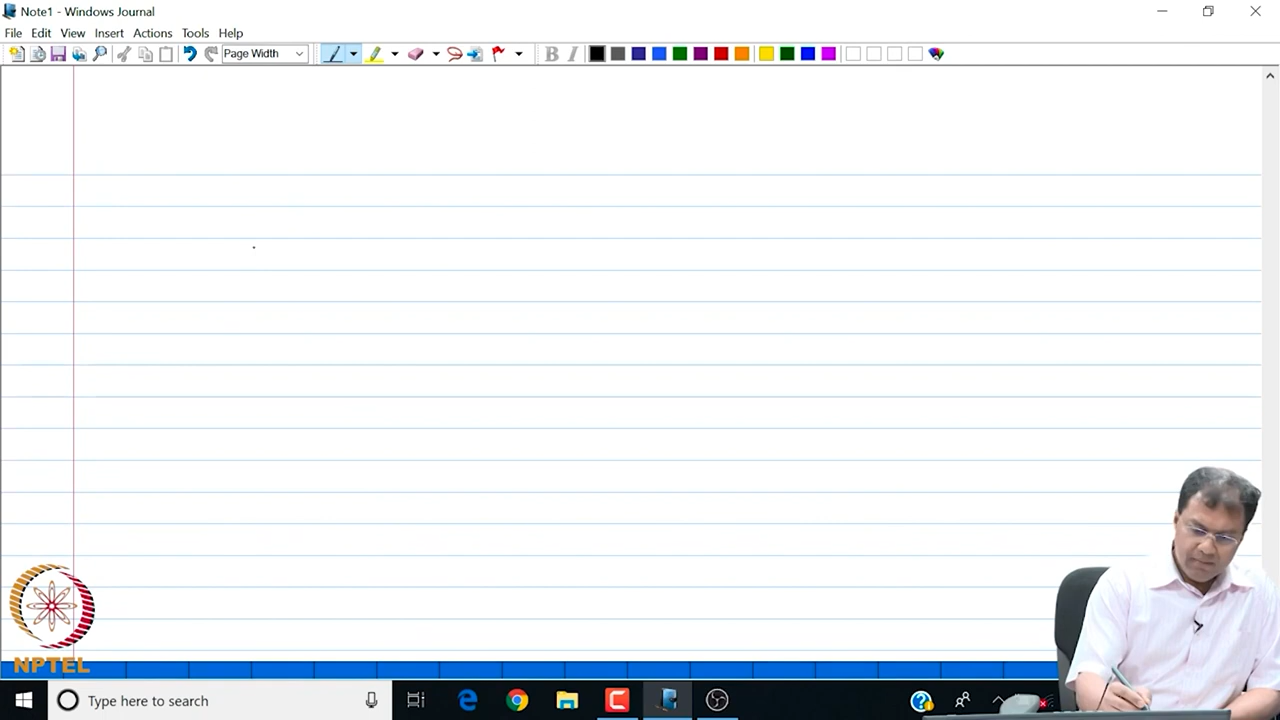 Note1 - Windows Journal
File Edit View Insert Actions Tools Help
Page Width
B I
NPTEL
Type here to search